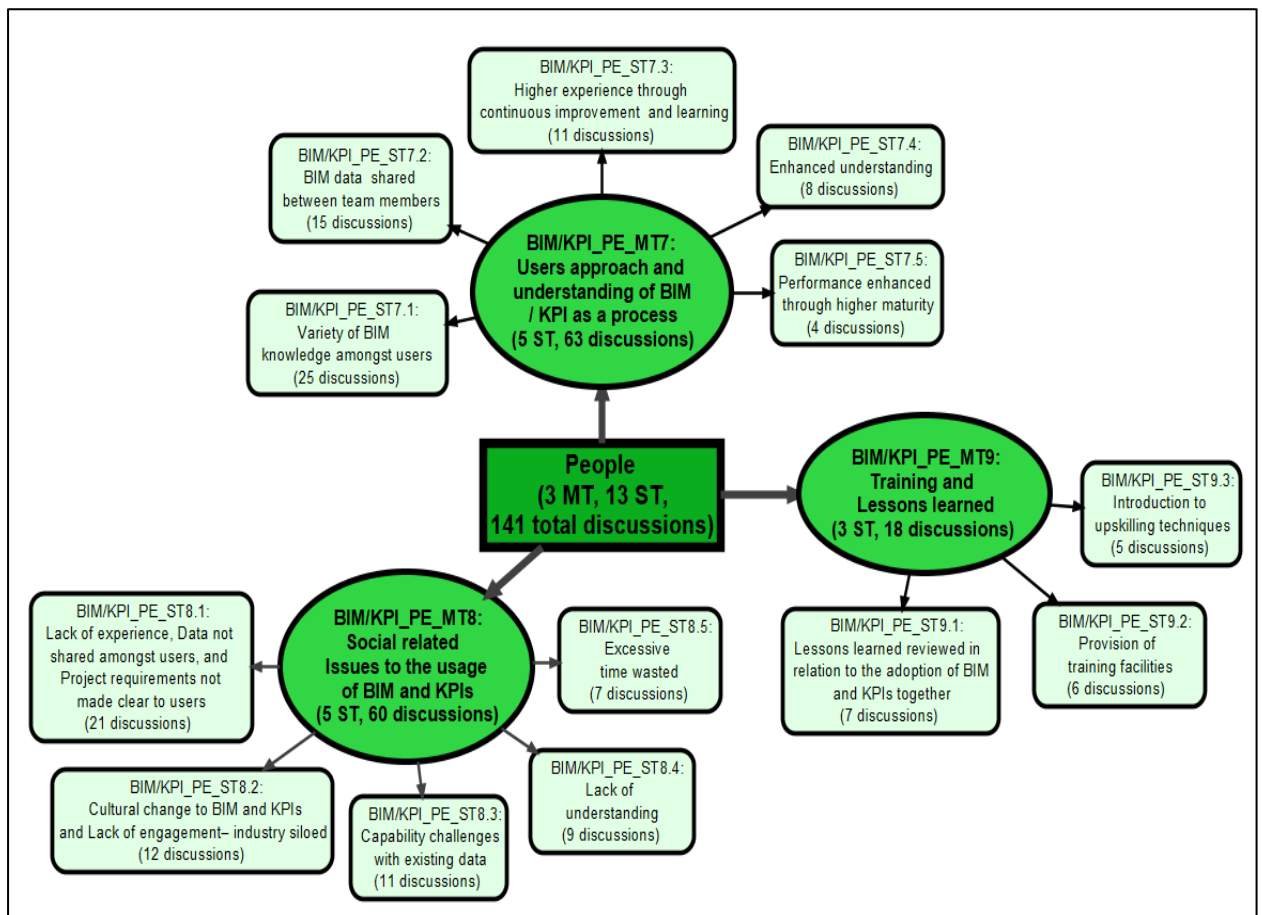 BIM/KPI_PE_ST7.3:
Higher experience through
continuous improvement and learning
(11 discussions)
BIM/KPI_PE_ST7.2:
BIM data shared
between team members
(15 discussions)
BIM/KPI_PE_ST7.4:
Enhanced understanding
(8 discussions)
BIM/KPI_PE_MT7:
Users approach and
understanding of BIM
/ KPI as a process
(5 ST, 63 discussions)
BIM/KPI_PE_ST7.5:
Performance enhanced
through higher maturity
(4 discussions)
BIM/KPI_PE_ST7.1:
Variety of BIM
knowledge amongst users
(25 discussions)
People
(3 MT, 13 ST,
141 total discussions)
BIM/KPI_PE_MT9:
Training and
Lessons learned
(3 ST, 18 discussions)
BIM/KPI_PE_ST9.3:
Introduction to
upskilling techniques
(5 discussions)
BIM/KPI_PE_ST8.1:
Lack of experience, Data not
shared amongst users, and
Project requirements not
made clear to users
(21 discussions)
BIM/KPI_PE_MT8:
Social related
Issues to the usage
of BIM and KPIs
(5 ST, 60 discussions)
BIM/KPI_PE_ST8.5:
Excessive
time wasted
(7 discussions)
BIM/KPI_PE_ST9.1:
Lessons learned reviewed in
relation to the adoption of BIM
and KPIs together
(7 discussions)
BIM/KPI_PE_ST9.2:
Provision of
training facilities
(6 discussions)
BIM/KPI_PE_ST8.2:
Cultural change to BIM and KPIs
and Lack of engagement– industry siloed
(12 discussions)
BIM/KPI_PE_ST8.3:
Capability challenges
with existing data
(11 discussions)
BIM/KPI_PE_ST8.4:
Lack of
understanding
(9 discussions)